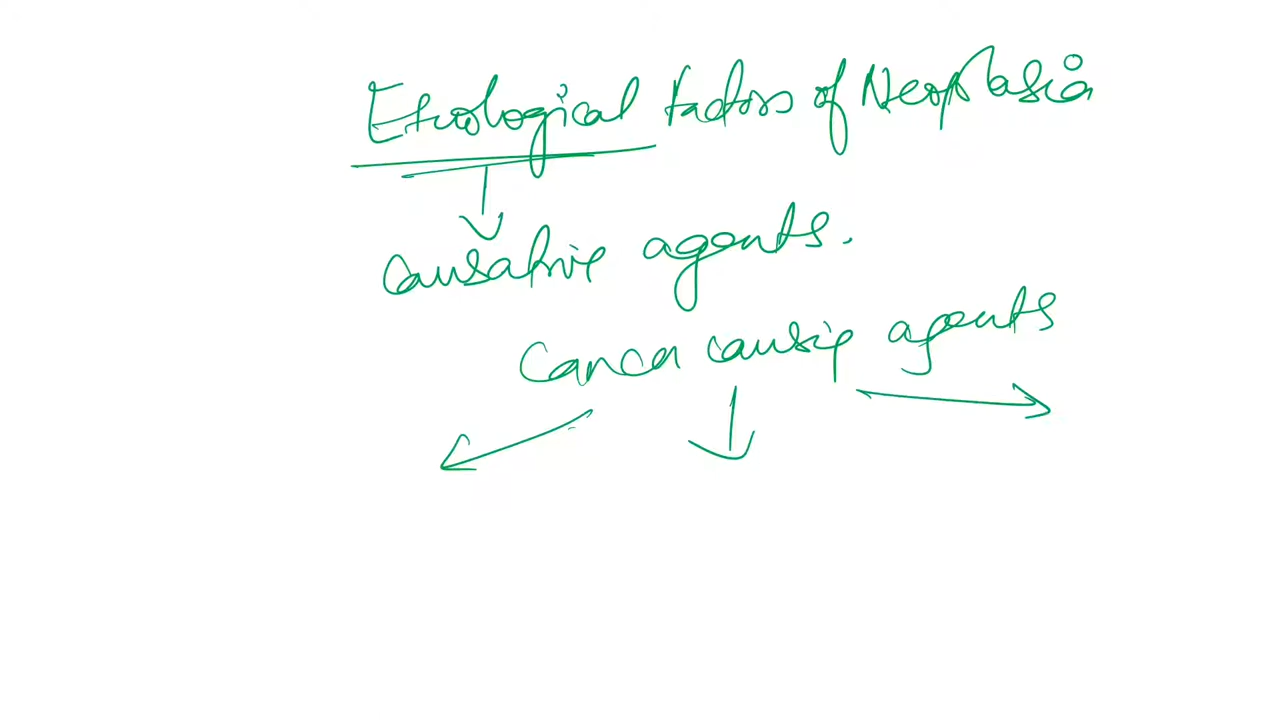 Etiological factors of Neoplasia
Causative agents.
Cancer causing agents